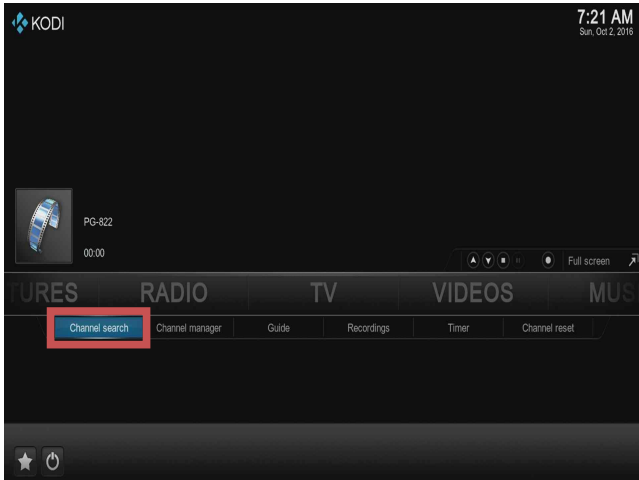 KODI
7:21 AM
Sun, Oct 2, 2016
PG-822
00:00
Full screen
TURES RADIO TV VIDEOS MUS
Channel search Channel manager Guide Recordings Timer Channel reset